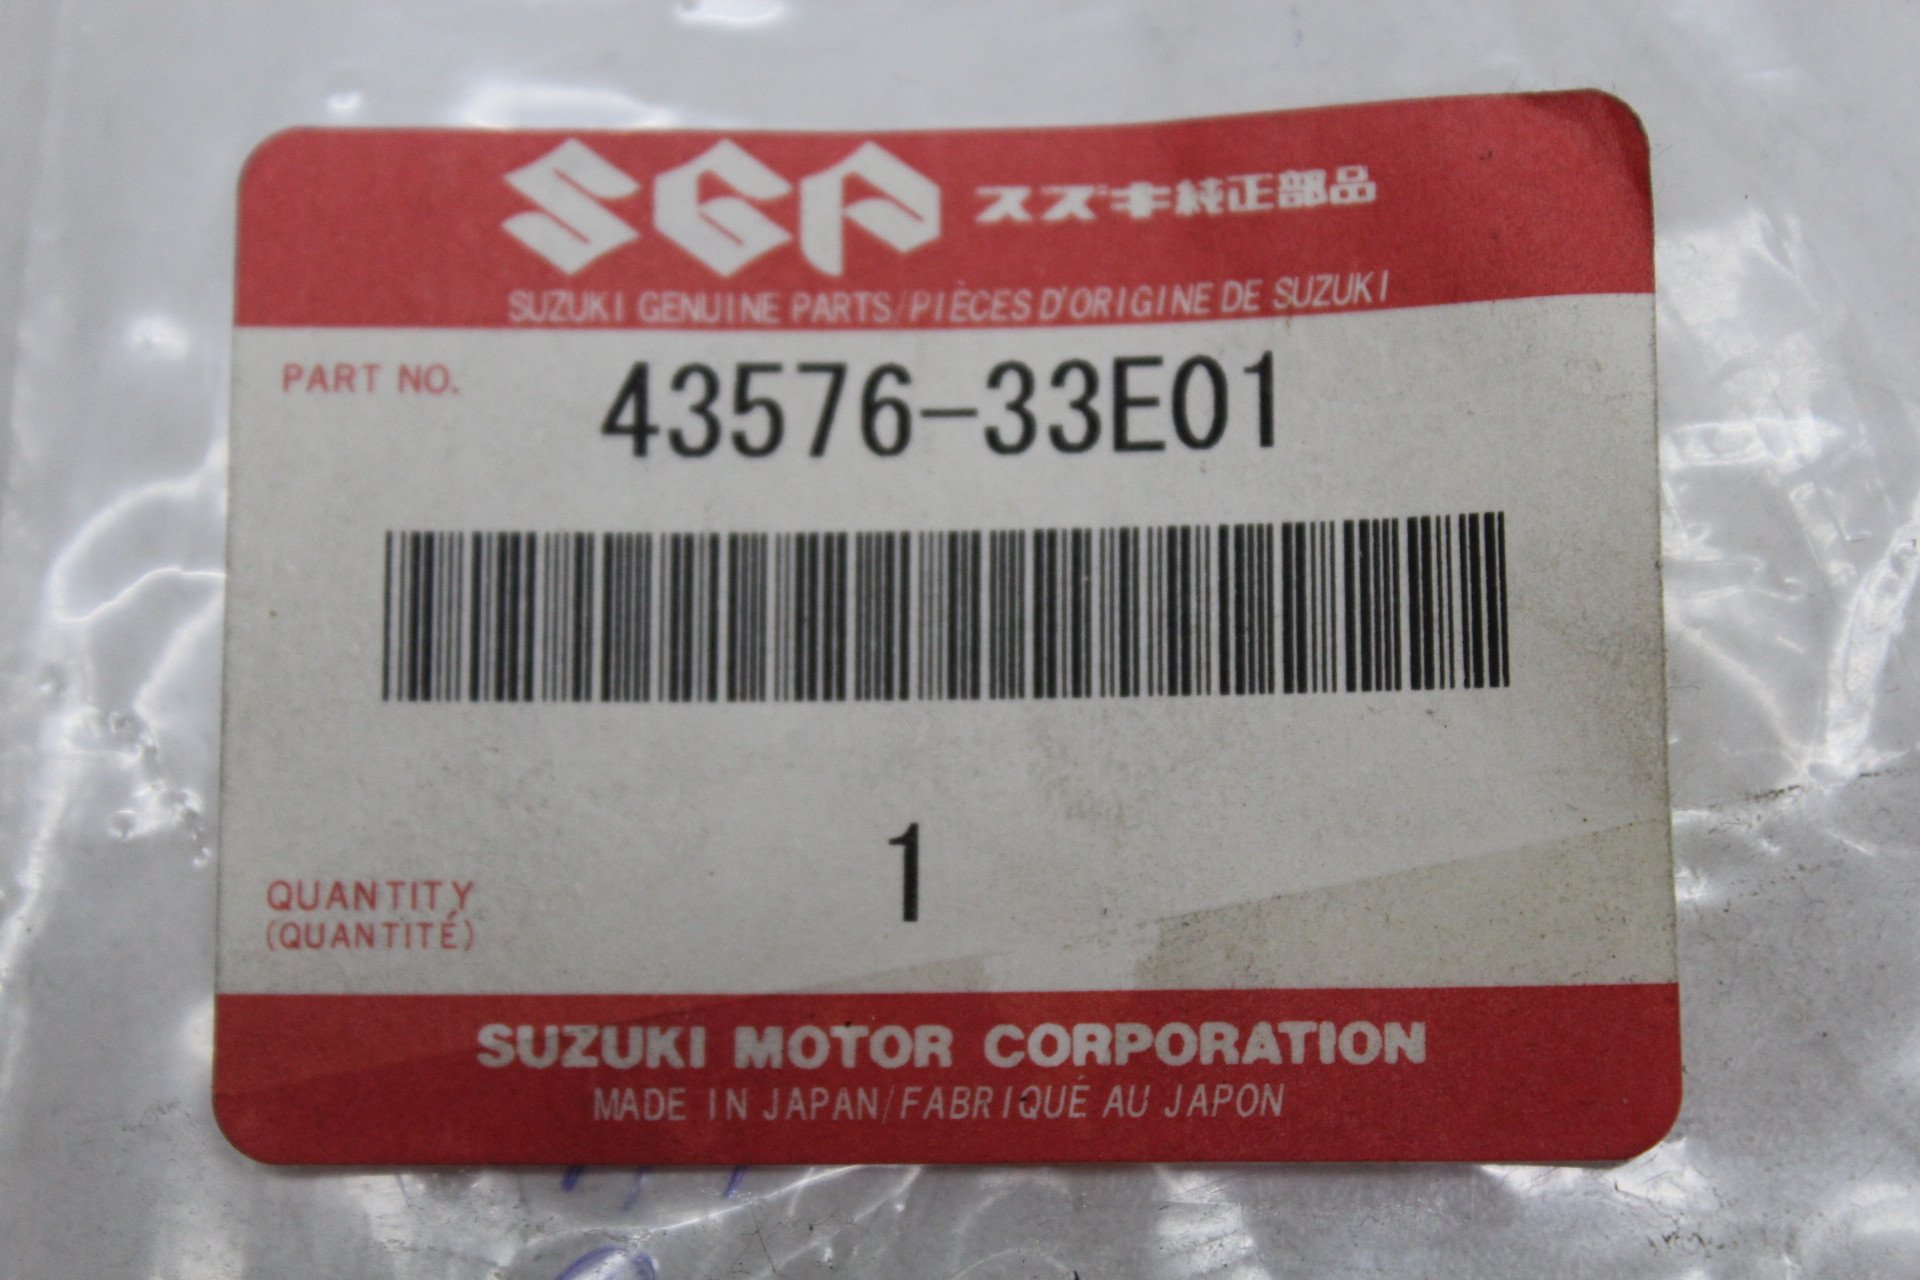 SGP スズキ純正部品
SUZUKI GENUINE PARTS/PIÈCES D'ORIGINE DE SUZUKI
PART NO. 43576-33E01
1
QUANTITY
(QUANTITÉ)
SUZUKI MOTOR CORPORATION
MADE IN JAPAN/FABRIQUÉ AU JAPON